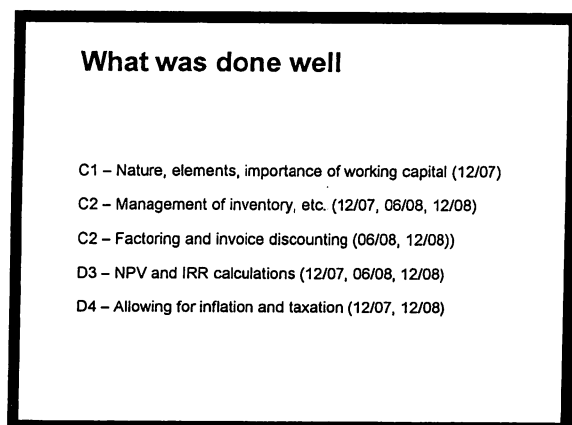 What was done well
C1 – Nature, elements, importance of working capital (12/07)
C2 – Management of inventory, etc. (12/07, 06/08, 12/08)
C2 – Factoring and invoice discounting (06/08, 12/08))
D3 – NPV and IRR calculations (12/07, 06/08, 12/08)
D4 – Allowing for inflation and taxation (12/07, 12/08)